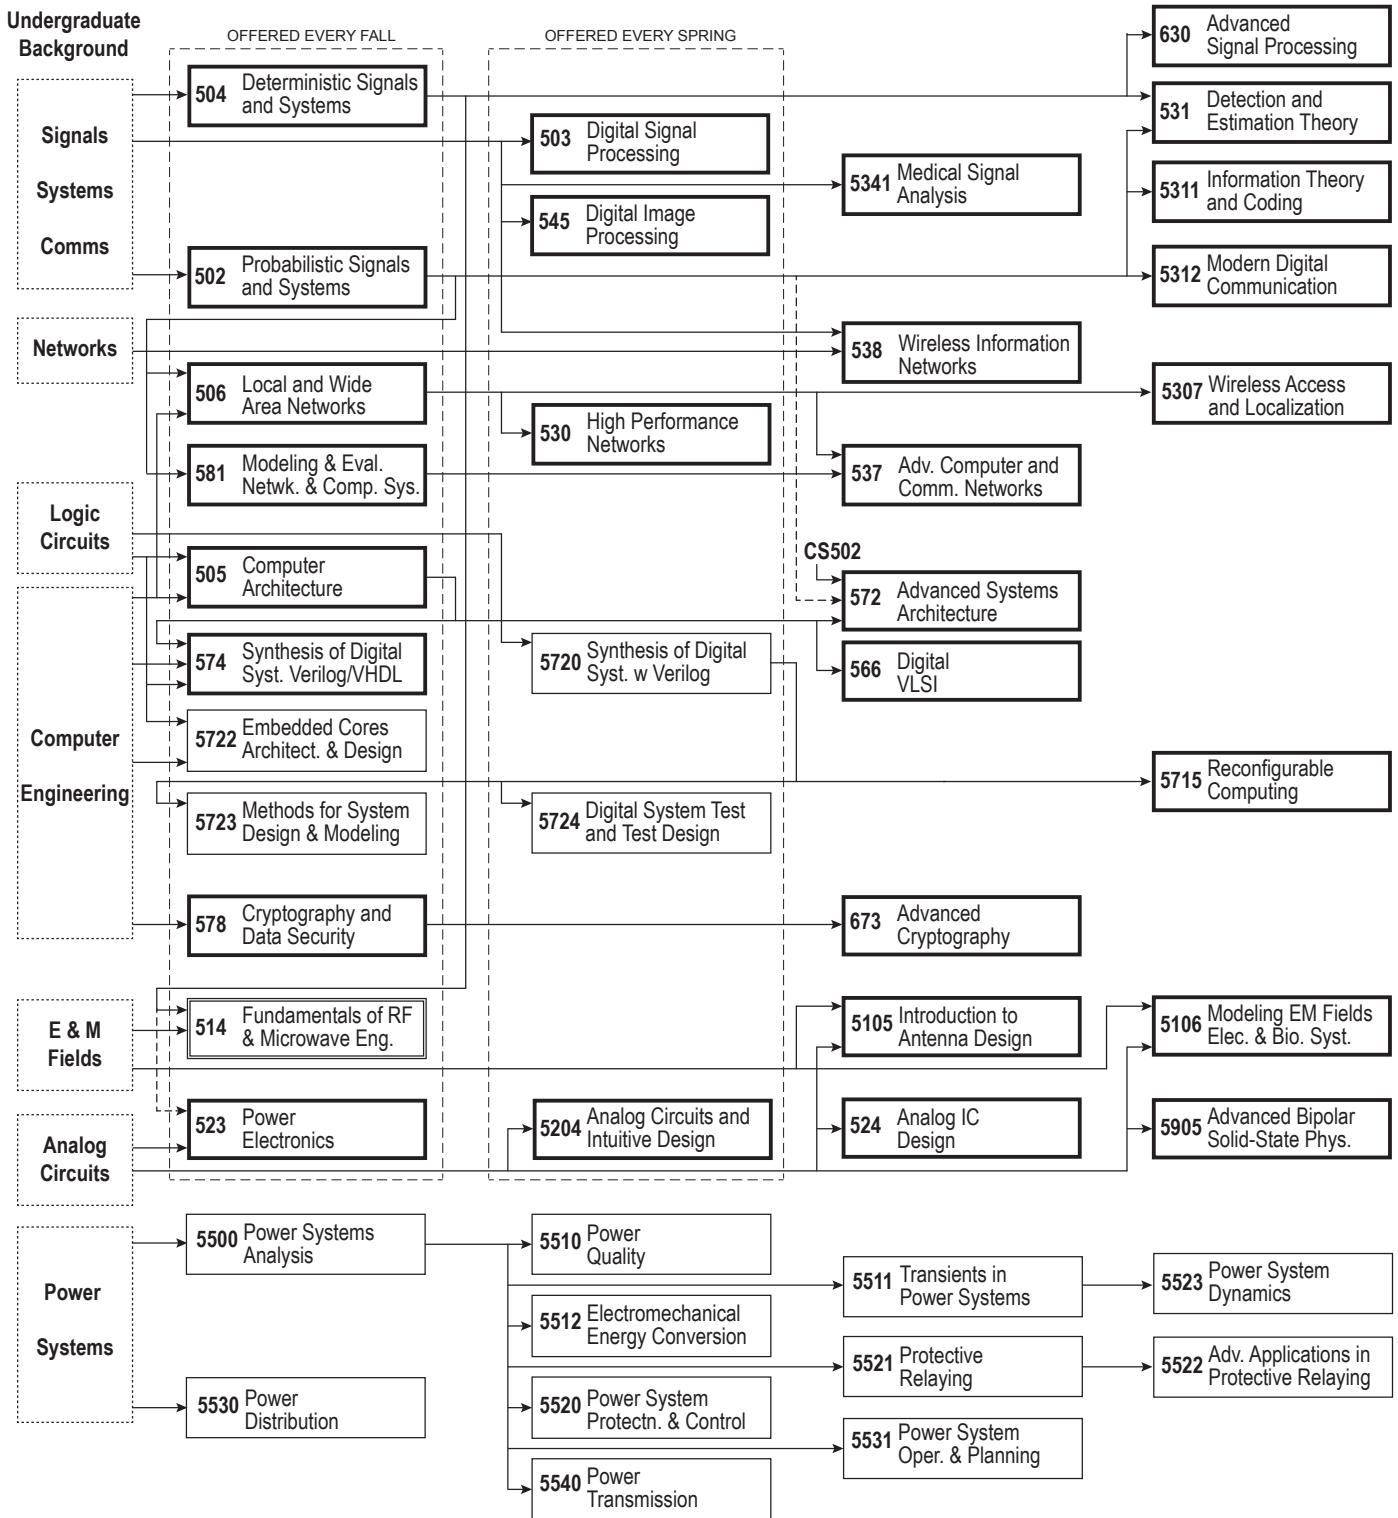 Undergraduate
Background
OFFERED EVERY FALL
OFFERED EVERY SPRING
Signals
Systems
Comms
Networks
Logic
Circuits
Computer
Engineering
E & M
Fields
Analog
Circuits
Power
Systems
504 Deterministic Signals
and Systems
502 Probabilistic Signals
and Systems
506 Local and Wide
Area Networks
581 Modeling & Eval.
Netwk. & Comp. Sys.
505 Computer
Architecture
574 Synthesis of Digital
Syst. Verilog/VHDL
5722 Embedded Cores
Architect. & Design
5723 Methods for System
Design & Modeling
578 Cryptography and
Data Security
514 Fundamentals of RF
& Microwave Eng.
523 Power
Electronics
5500 Power Systems
Analysis
5530 Power
Distribution
503 Digital Signal
Processing
545 Digital Image
Processing
530 High Performance
Networks
5720 Synthesis of Digital
Syst. w Verilog
5724 Digital System Test
and Test Design
5204 Analog Circuits and
Intuitive Design
5510 Power
Quality
5512 Electromechanical
Energy Conversion
5520 Power System
Protectn. & Control
5540 Power
Transmission
5341 Medical Signal
Analysis
538 Wireless Information
Networks
537 Adv. Computer and
Comm. Networks
CS502
572 Advanced Systems
Architecture
566 Digital
VLSI
673 Advanced
Cryptography
5105 Introduction to
Antenna Design
524 Analog IC
Design
5511 Transients in
Power Systems
5521 Protective
Relaying
5531 Power System
Oper. & Planning
630 Advanced
Signal Processing
531 Detection and
Estimation Theory
5311 Information Theory
and Coding
5312 Modern Digital
Communication
5307 Wireless Access
and Localization
5715 Reconfigurable
Computing
5106 Modeling EM Fields
Elec. & Bio. Syst.
5905 Advanced Bipolar
Solid-State Phys.
5523 Power System
Dynamics
5522 Adv. Applications in
Protective Relaying